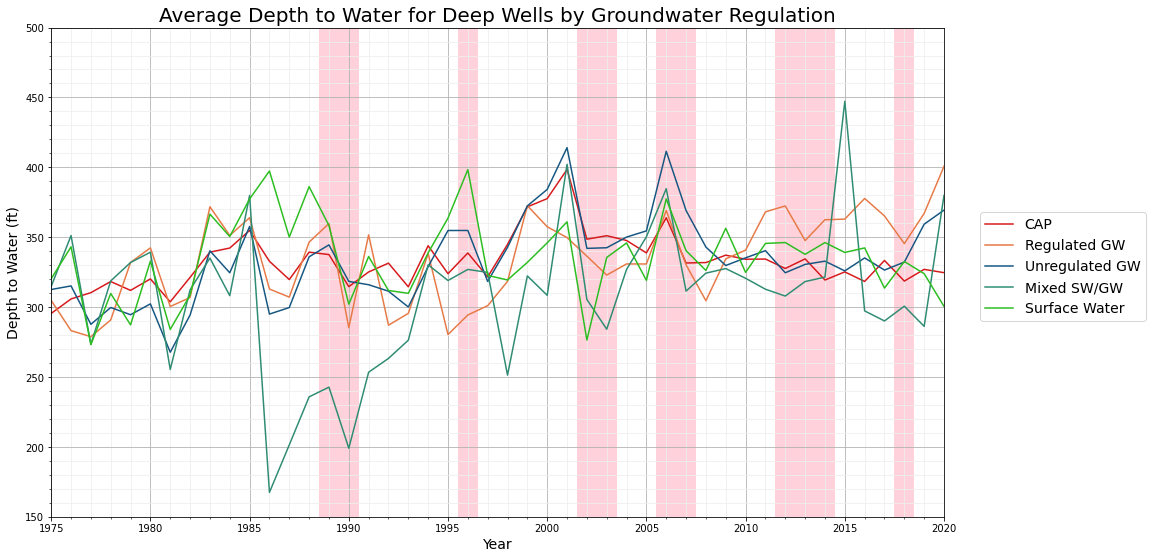 Average Depth to Water for Deep Wells by Groundwater Regulation
500
450
400
350
300
250
200
150
Depth to Water (ft)
1975 1980 1985 1990 1995 2000 2005 2010 2015 2020
Year
CAP
Regulated GW
Unregulated GW
Mixed SW/GW
Surface Water